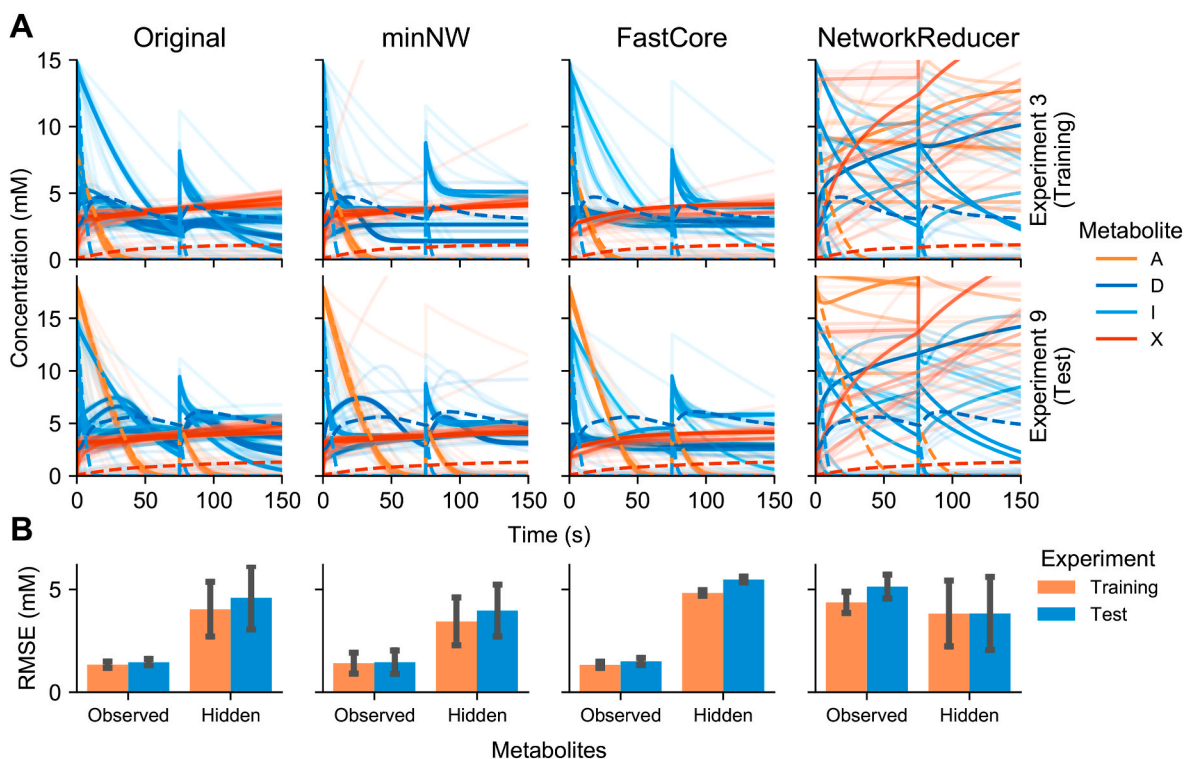 A
Original
minNW
FastCore
NetworkReducer
Concentration (mM)
15
10
5
0
Experiment 3
(Training)
15
10
5
0
Experiment 9
(Test)
0 50 100 150
0 50 100 150
0 50 100 150
0 50 100 150
Time (s)
Metabolite
A
D
I
X
B
RMSE (mM)
5
0
Observed Hidden
Observed Hidden
Observed Hidden
Observed Hidden
Metabolites
Experiment
Training
Test